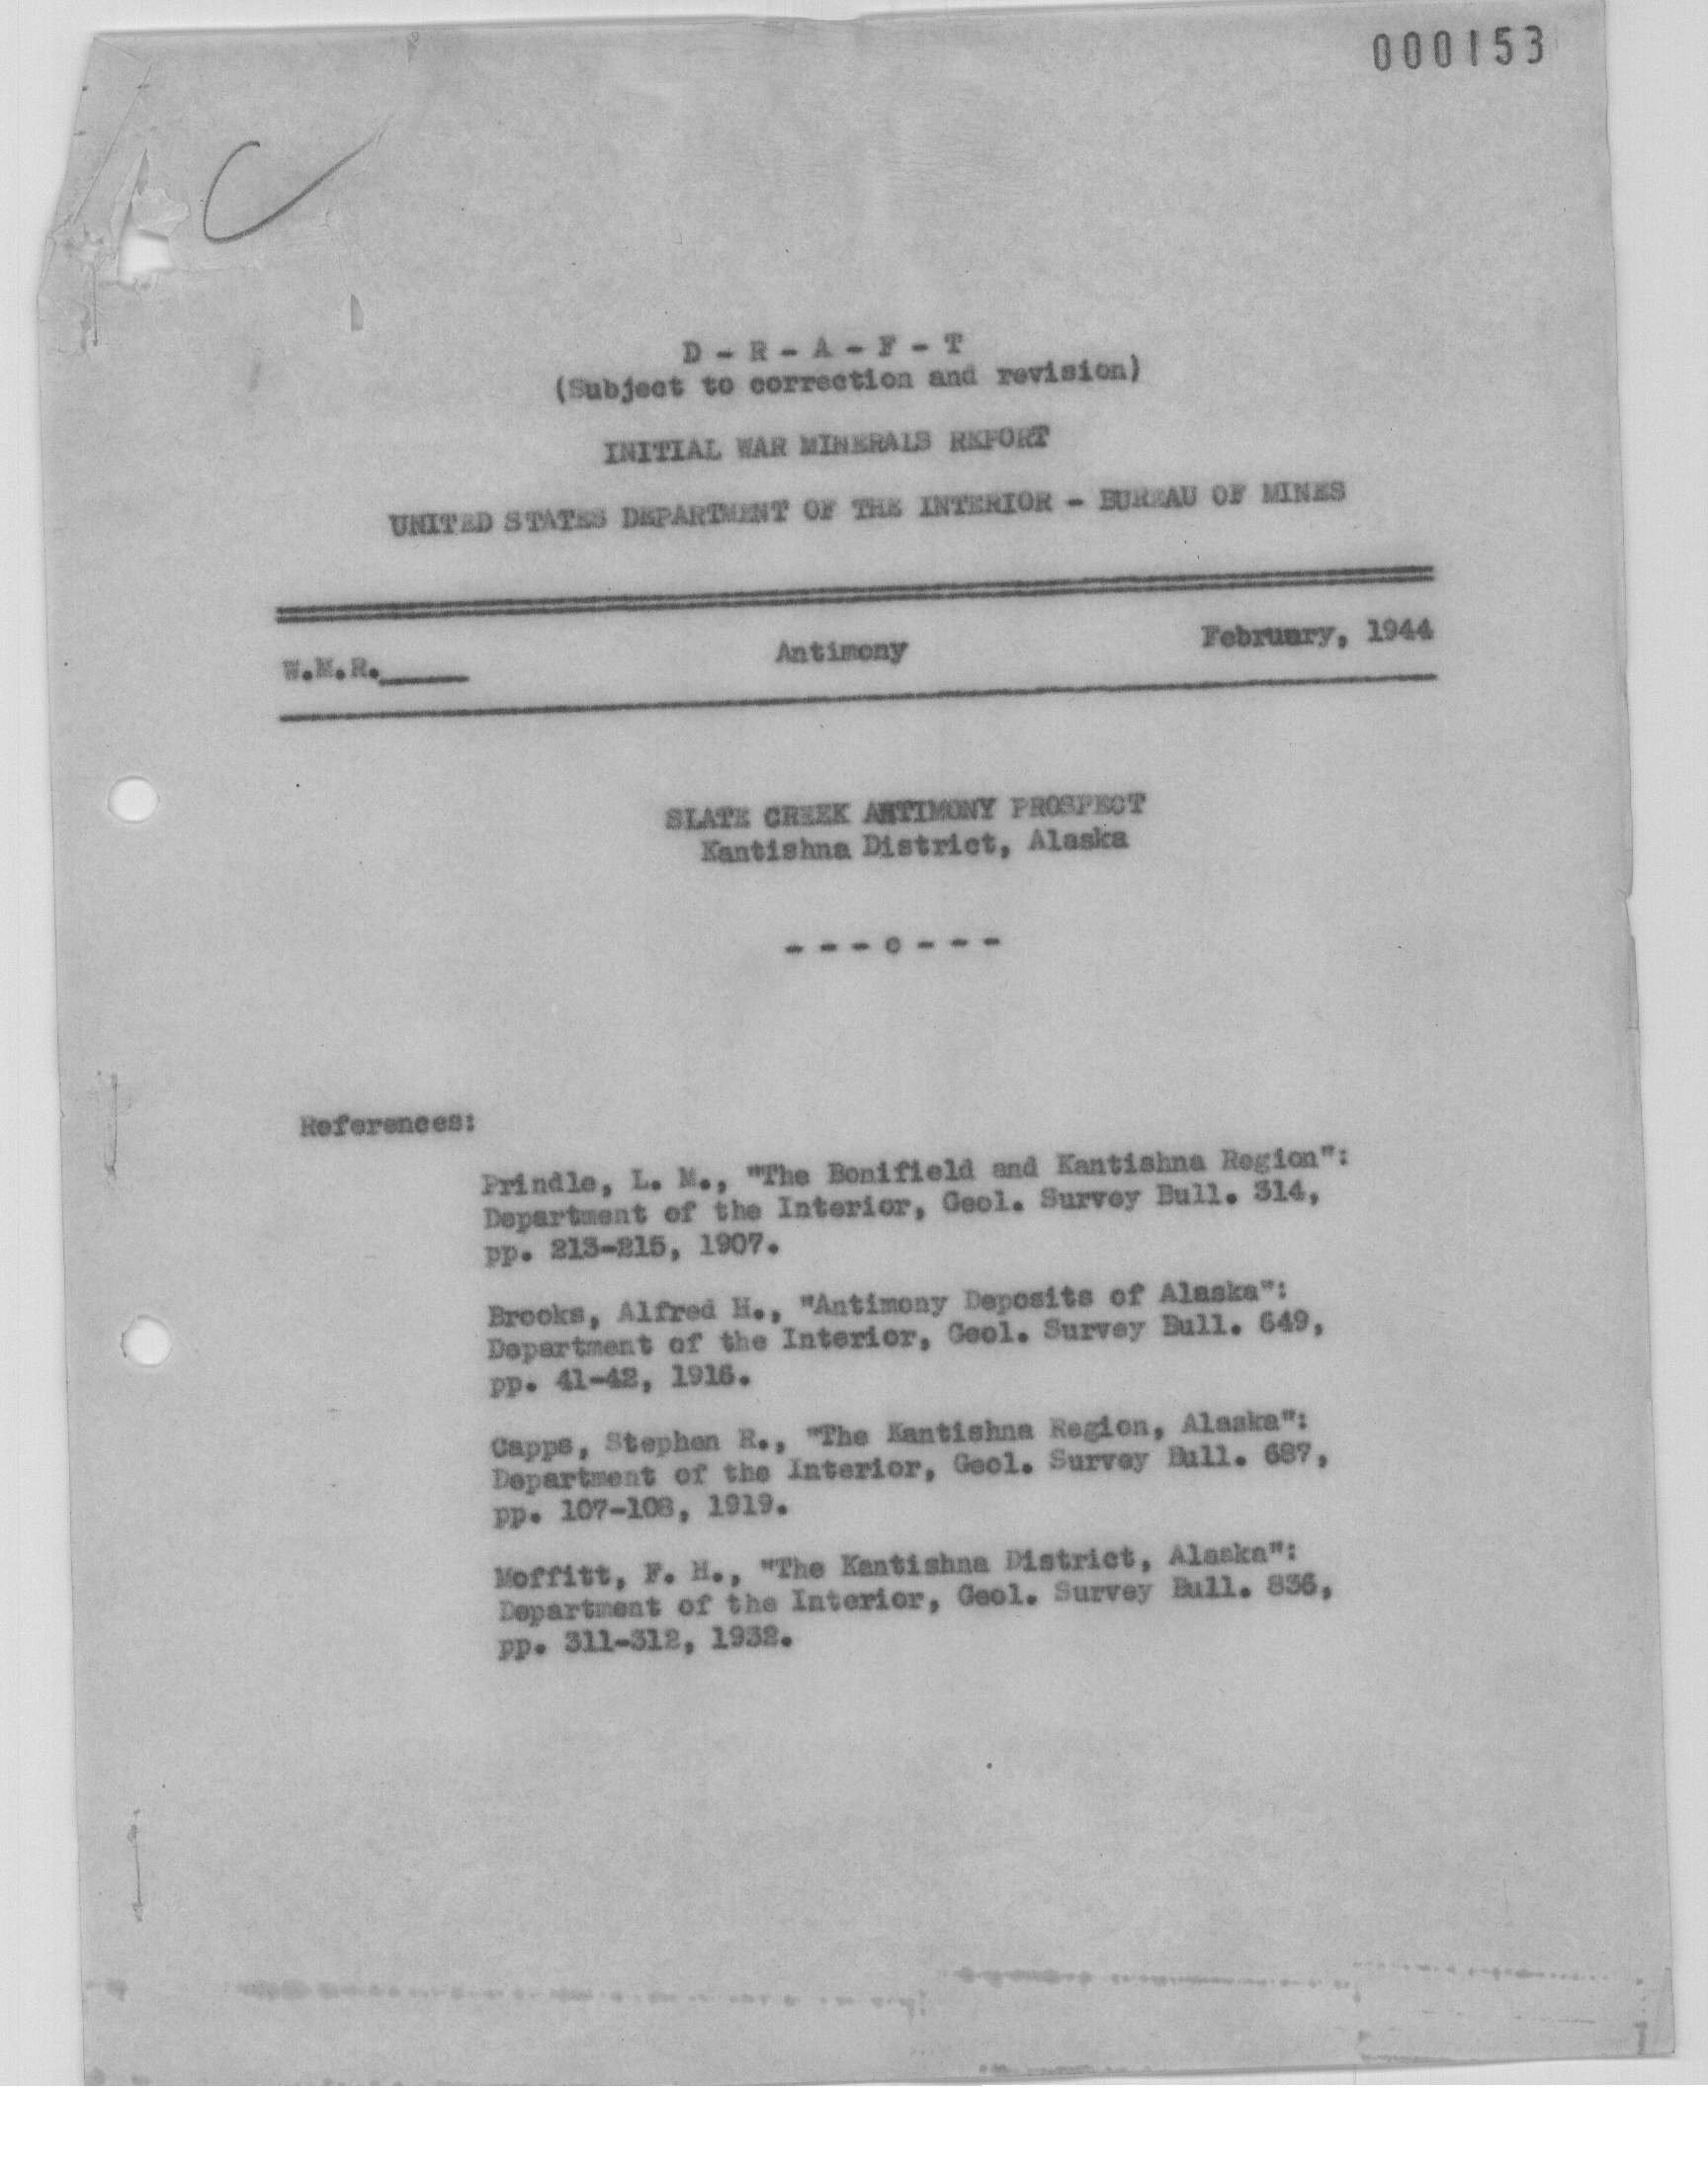 000153
C
D - R - A - F - T
(Subject to correction and revision)
INITIAL WAR MINERALS REPORT
UNITED STATES DEPARTMENT OF THE INTERIOR - BUREAU OF MINES
W.M.R._____ Antimony February, 1944
SLATE CREEK ANTIMONY PROSPECT
Kantishna District, Alaska
- - - o - - -
References:
Prindle, L. M., "The Bonifield and Kantishna Region":
Department of the Interior, Geol. Survey Bull. 314,
pp. 213-215, 1907.
Brooks, Alfred H., "Antimony Deposits of Alaska":
Department of the Interior, Geol. Survey Bull. 649,
pp. 41-42, 1916.
Capps, Stephen R., "The Kantishna Region, Alaska":
Department of the Interior, Geol. Survey Bull. 687,
pp. 107-108, 1919.
Moffitt, F. H., "The Kantishna District, Alaska":
Department of the Interior, Geol. Survey Bull. 836,
pp. 311-312, 1932.